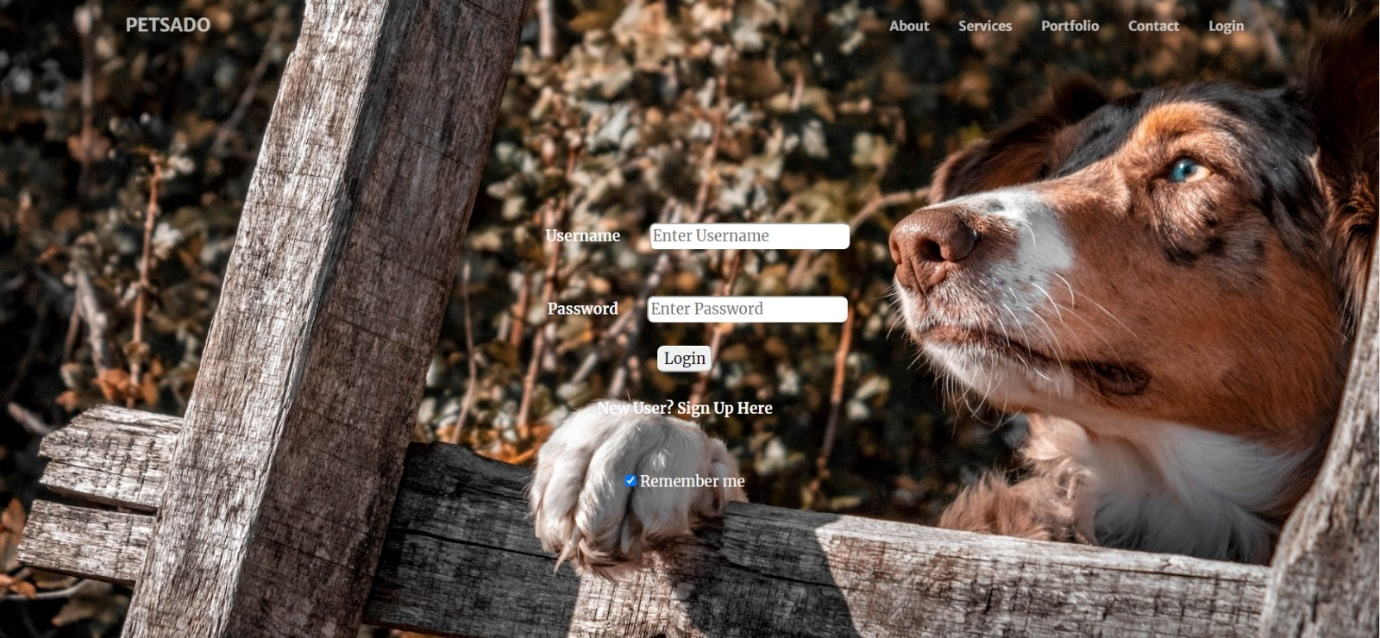 PETSADO
About Services Portfolio Contact Login
Username Enter Username
Password Enter Password
Login
New User? Sign Up Here
Remember me